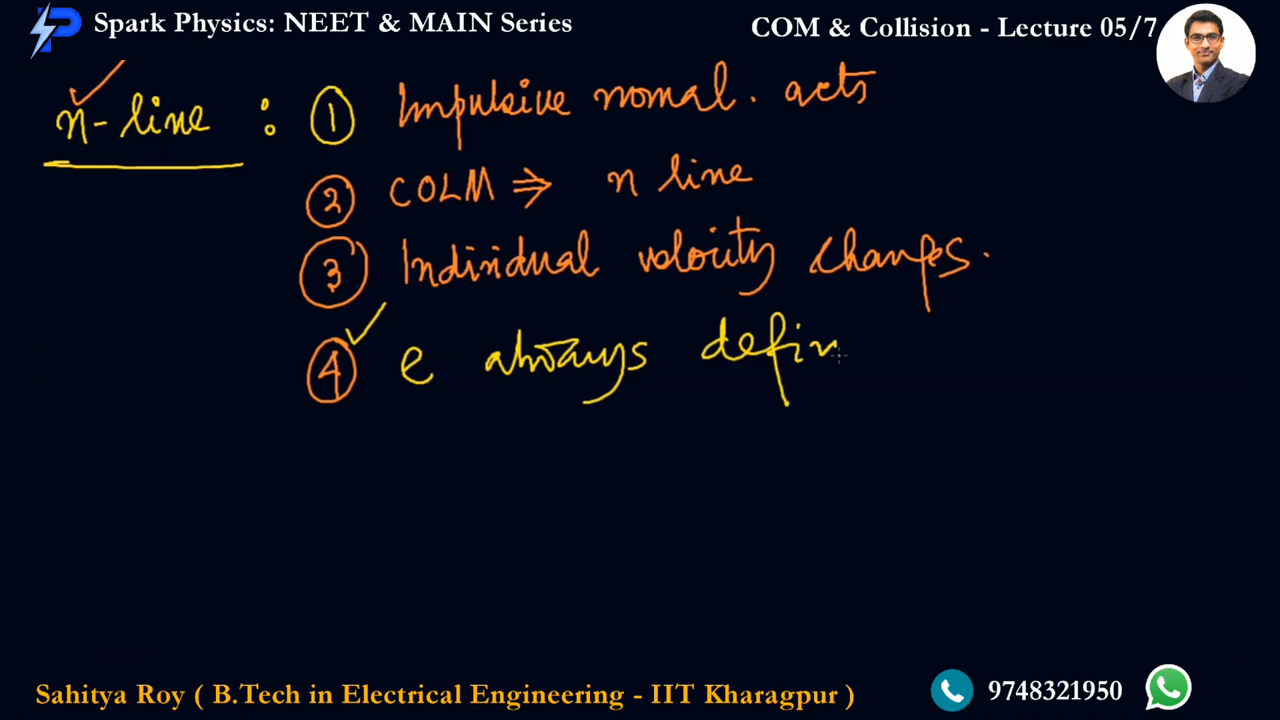 Spark Physics: NEET & MAIN Series
COM & Collision - Lecture 05/7
n-line : ① Impulsive nomal. acts
② COLM ⇒ n line
③ Individual velocity changes.
④ e always defin
Sahitya Roy ( B.Tech in Electrical Engineering - IIT Kharagpur )
9748321950